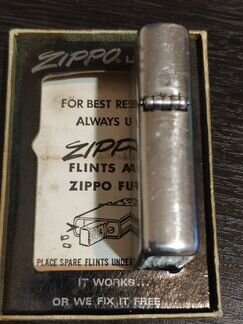 ZIPPO L
FOR BEST RES
ALWAYS U
ZIPP
FLINTS A
ZIPPO FU
PLACE SPARE FLINTS UNDER
IT WORKS...
OR WE FIX IT FREE